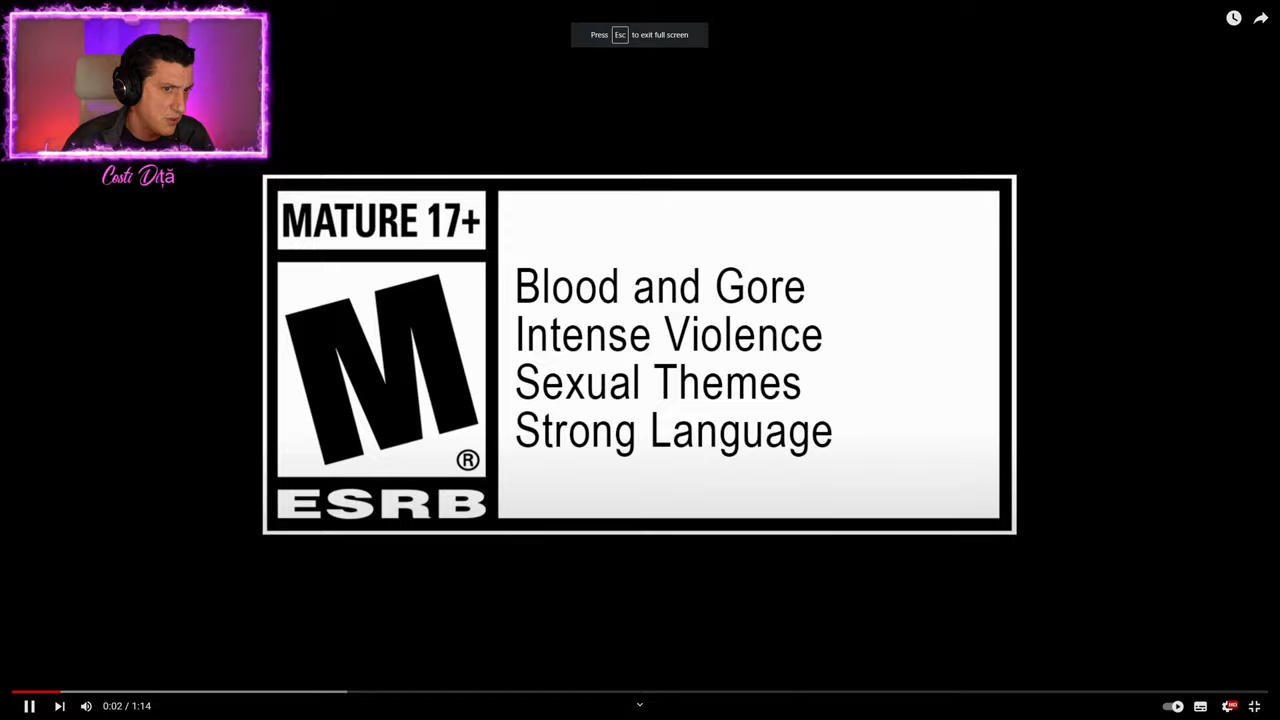 Press Esc to exit full screen
Costi Diță
MATURE 17+
M
®
ESRB
Blood and Gore
Intense Violence
Sexual Themes
Strong Language
0:02 / 1:14
HD